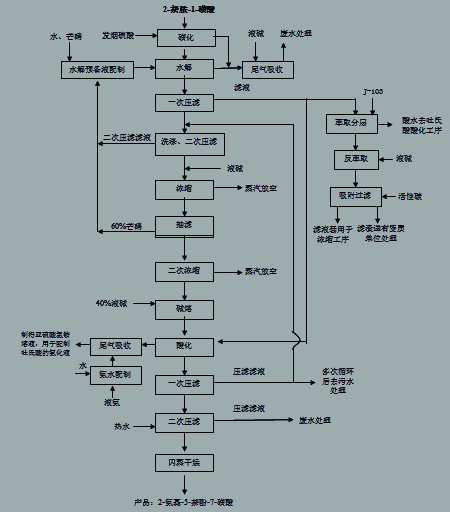 2-萘胺-1-磺酸
水、芒硝
发烟硫酸
磺化
液碱
废水处理
水解预备液配制
水解
尾气吸收
滤液
J-105
一次压滤
萃取分层
酸水去吐氏
酸酸化工序
二次压滤滤液
洗涤、二次压滤
反萃取
液碱
液碱
浓缩
蒸汽放空
吸附过滤
活性碳
60%芒硝
抽滤
滤液套用于
浓缩工序
滤渣运有资质
单位处理
二次浓缩
蒸汽放空
40%液碱
碱熔
制得亚硫酸氢铵
溶液，用于配制
吐氏酸的氨化液
尾气吸收
酸化
水
氨水配制
一次压滤
压滤滤液
多次循环
后去污水
处理
液氨
热水
二次压滤
压滤滤液
废水处理
闪蒸干燥
产品：2-氨基-5-萘酚-7-磺酸